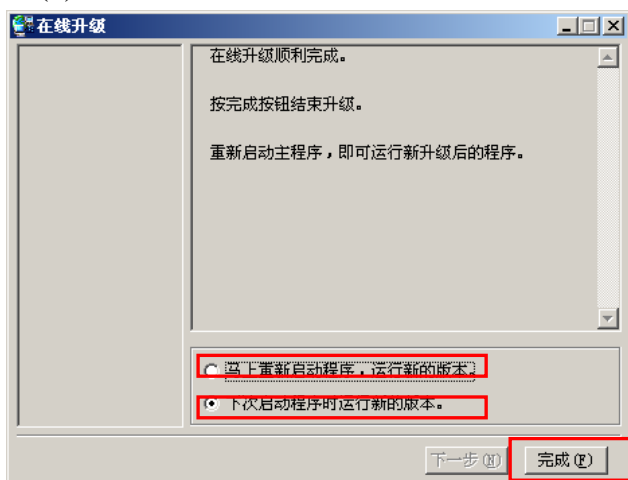 在线升级
在线升级顺利完成。
按完成按钮结束升级。
重新启动主程序，即可运行新升级后的程序。
马上重新启动程序，运行新的版本。
下次启动程序时运行新的版本。
下一步(N)
完成(F)